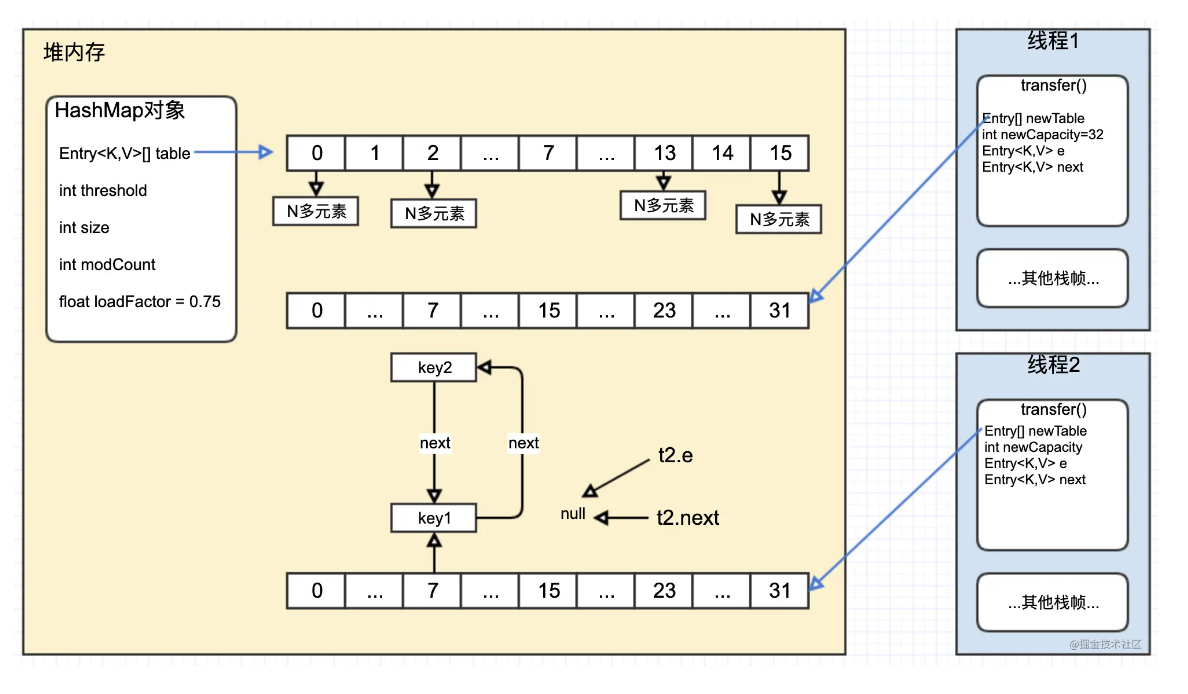 堆内存
HashMap对象
Entry<K,V>[] table
int threshold
int size
int modCount
float loadFactor = 0.75
0 1 2 ... 7 ... 13 14 15
N多元素
N多元素
N多元素
N多元素
0 ... 7 ... 15 ... 23 ... 31
key2
next
next
key1
t2.e
null
t2.next
0 ... 7 ... 15 ... 23 ... 31
线程1
transfer()
Entry[] newTable
int newCapacity=32
Entry<K,V> e
Entry<K,V> next
...其他栈帧...
线程2
transfer()
Entry[] newTable
int newCapacity
Entry<K,V> e
Entry<K,V> next
...其他栈帧...
@掘金技术社区